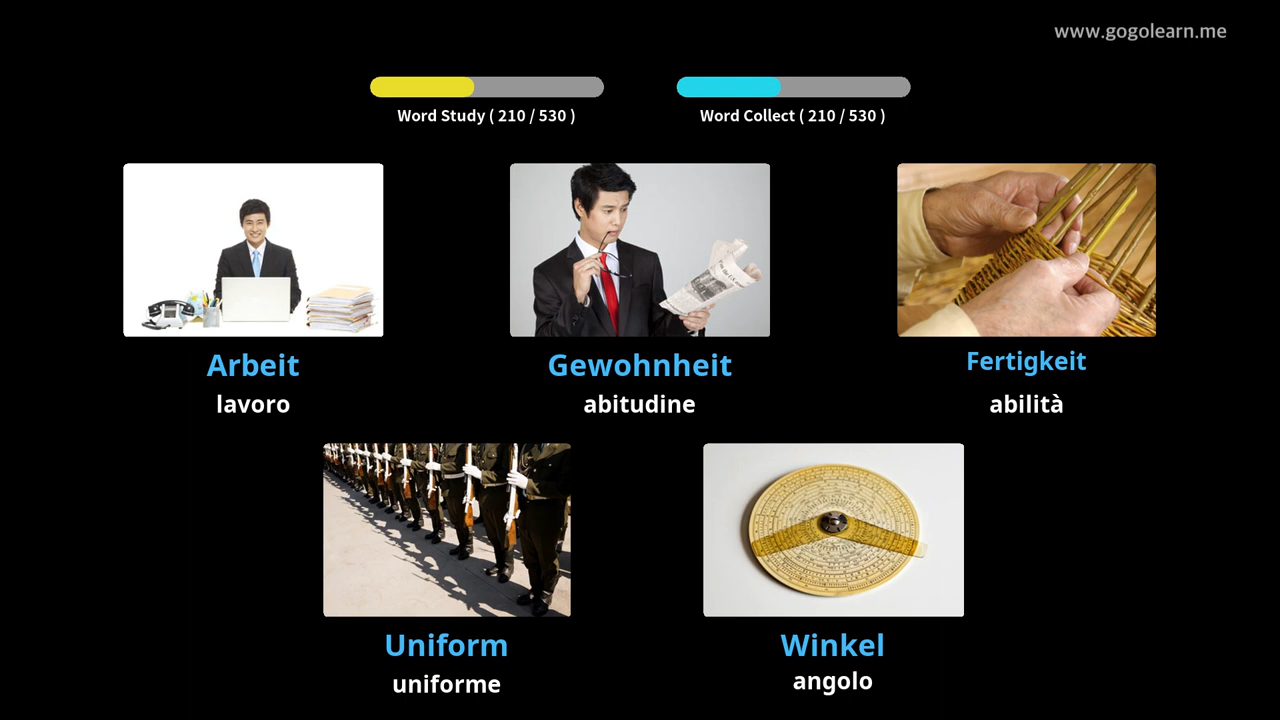 www.gogolearn.me
Word Study ( 210 / 530 )
Word Collect ( 210 / 530 )
Arbeit
lavoro
Gewohnheit
abitudine
Fertigkeit
abilità
Uniform
uniforme
Winkel
angolo